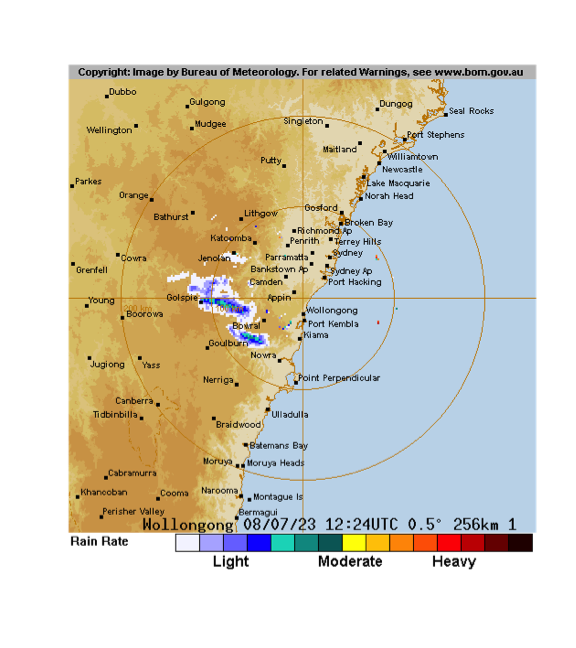 Copyright: Image by Bureau of Meteorology. For related Warnings, see www.bom.gov.au
Dubbo
Gulgong
Dungog
Seal Rocks
Singleton
Mudgee
Wellington
Port Stephens
Maitland
Williamtown
Putty
Newcastle
Parkes
Lake Macquarie
Orange
Norah Head
Gosford
Bathurst
Lithgow
Broken Bay
Richmond Ap
Katoomba
Penrith
Terrey Hills
Cowra
Jenolan
Parramatta
Sydney
Grenfell
Bankstown Ap
Sydney Ap
Camden
Port Hacking
Golspie
Appin
Young
Boorowa
Wollongong
Bowral
Port Kembla
Kiama
Goulburn
Nowra
Jugiong
Yass
Nerriga
Point Perpendicular
Canberra
Tidbinbilla
Ulladulla
Braidwood
Batemans Bay
Moruya
Moruya Heads
Cabramurra
Khancoban
Cooma
Narooma
Montague Is
Perisher Valley
Bermagui
Wollongong 08/07/23 12:24UTC 0.5° 256km 1
Rain Rate
Light
Moderate
Heavy